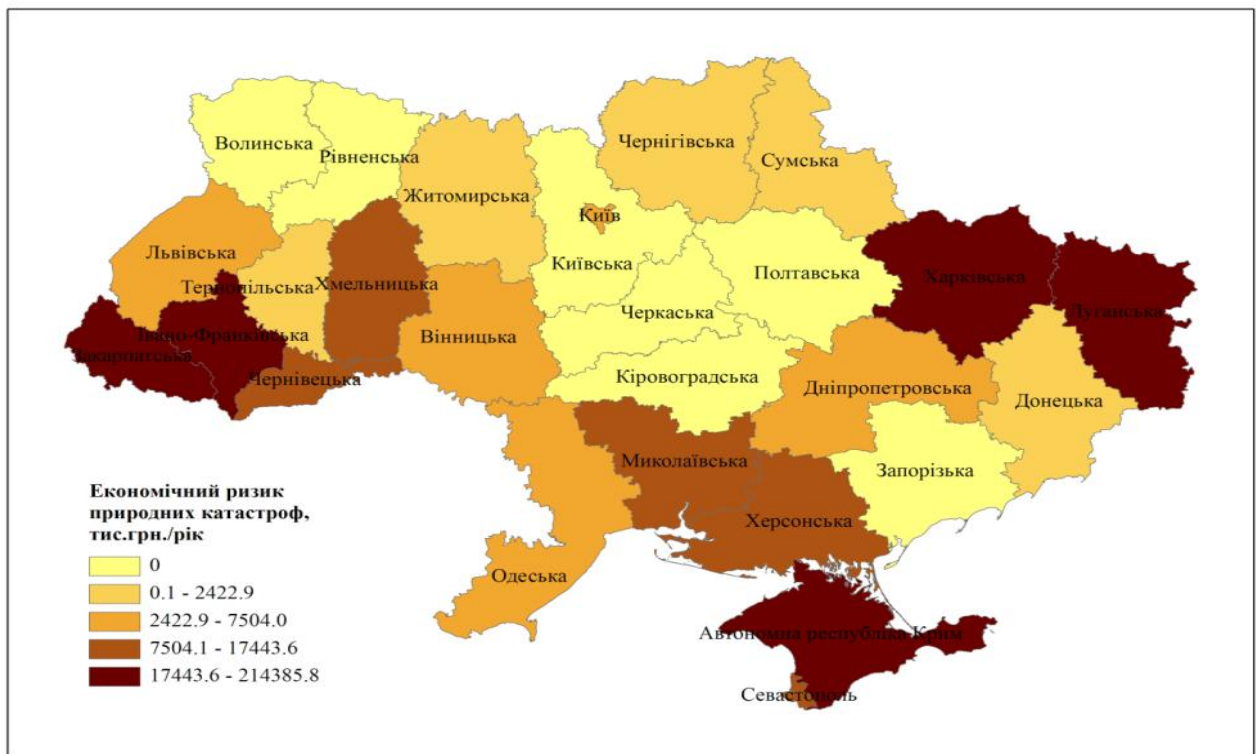 Волинська
Рівненська
Чернігівська
Сумська
Житомирська
Київ
Львівська
Київська
Полтавська
Харківська
Тернопільська
Хмельницька
Черкаська
Луганська
Івано-Франківська
Вінницька
Закарпатська
Чернівецька
Кіровоградська
Дніпропетровська
Донецька
Миколаївська
Запорізька
Херсонська
Одеська
Автономна республіка Крим
Севастополь
Економічний ризик
природних катастроф,
тис.грн./рік
0
0.1 - 2422.9
2422.9 - 7504.0
7504.1 - 17443.6
17443.6 - 214385.8